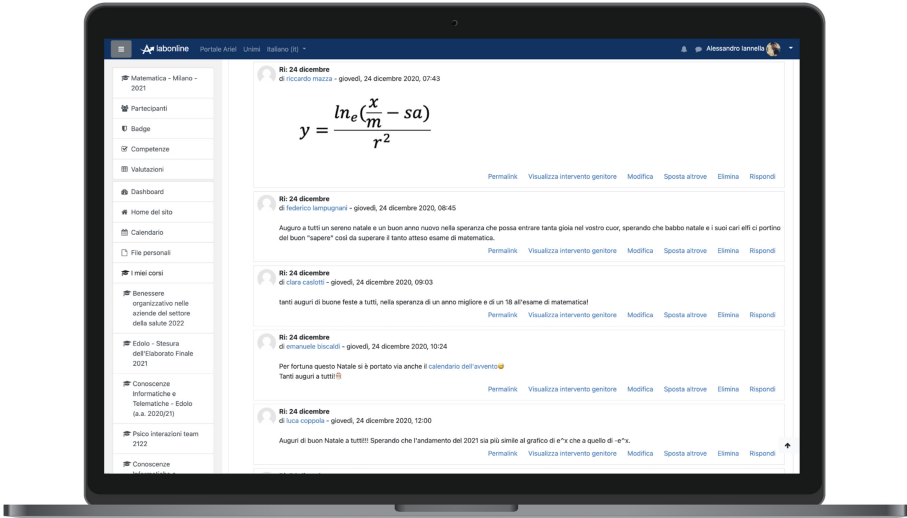 labonline Portale Ariel Unimi Italiano (it) Alessandro Iannella
Matematica - Milano -
2021
Partecipanti
Badge
Competenze
Valutazioni
Dashboard
Home del sito
Calendario
File personali
I miei corsi
Benessere
organizzativo nelle
aziende del settore
della salute 2022
Edolo - Stesura
dell'Elaborato Finale
2021
Conoscenze
Informatiche e
Telematiche - Edolo
(a.a. 2020/21)
Psico interazioni team
2122
Conoscenze
Ri: 24 dicembre
di riccardo mazza - giovedì, 24 dicembre 2020, 07:43
y = ln_e(x/m − sa) / r²
Permalink Visualizza intervento genitore Modifica Sposta altrove Elimina Rispondi
Ri: 24 dicembre
di federico lampugnani - giovedì, 24 dicembre 2020, 08:45
Auguro a tutti un sereno natale e un buon anno nuovo nella speranza che possa entrare tanta gioia nel vostro cuor, sperando che babbo natale e i suoi cari elfi ci portino
del buon "sapere" così da superare il tanto atteso esame di matematica.
Permalink Visualizza intervento genitore Modifica Sposta altrove Elimina Rispondi
Ri: 24 dicembre
di clara caslotti - giovedì, 24 dicembre 2020, 09:03
tanti auguri di buone feste a tutti, nella speranza di un anno migliore e di un 18 all'esame di matematica!
Permalink Visualizza intervento genitore Modifica Sposta altrove Elimina Rispondi
Ri: 24 dicembre
di emanuele biscaldi - giovedì, 24 dicembre 2020, 10:24
Per fortuna questo Natale si è portato via anche il calendario dell'avvento😅
Tanti auguri a tutti!🎅
Permalink Visualizza intervento genitore Modifica Sposta altrove Elimina Rispondi
Ri: 24 dicembre
di luca coppola - giovedì, 24 dicembre 2020, 12:00
Auguri di buon Natale a tutti!!! Sperando che l'andamento del 2021 sia più simile al grafico di e^x che a quello di -e^x.
Permalink Visualizza intervento genitore Modifica Sposta altrove Elimina Rispondi